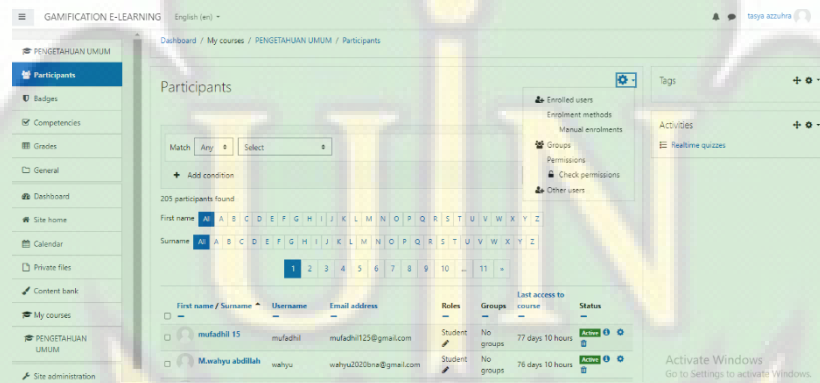 GAMIFICATION E-LEARNING English (en)
tasya azzuhra
PENGETAHUAN UMUM
Participants
Badges
Competencies
Grades
General
Dashboard
Site home
Calendar
Private files
Content bank
My courses
PENGETAHUAN UMUM
Site administration
Dashboard / My courses / PENGETAHUAN UMUM / Participants
Participants
Enrolled users
Enrolment methods
Manual enrolments
Groups
Permissions
Check permissions
Other users
Match Any Select
+ Add condition
205 participants found
First name All A B C D E F G H I J K L M N O P Q R S T U V W X Y Z
Surname All A B C D E F G H I J K L M N O P Q R S T U V W X Y Z
1 2 3 4 5 6 7 8 9 10 ... 11 »
First name / Surname Username Email address Roles Groups Last access to course Status
mufadhil 15 mufadhil mufadhil125@gmail.com Student No groups 77 days 10 hours Active
M.wahyu abdillah wahyu wahyu2020bna@gmail.com Student No groups 76 days 10 hours Active
Tags
Activities
Realtime quizzes
Activate Windows
Go to Settings to activate Windows.
UIN